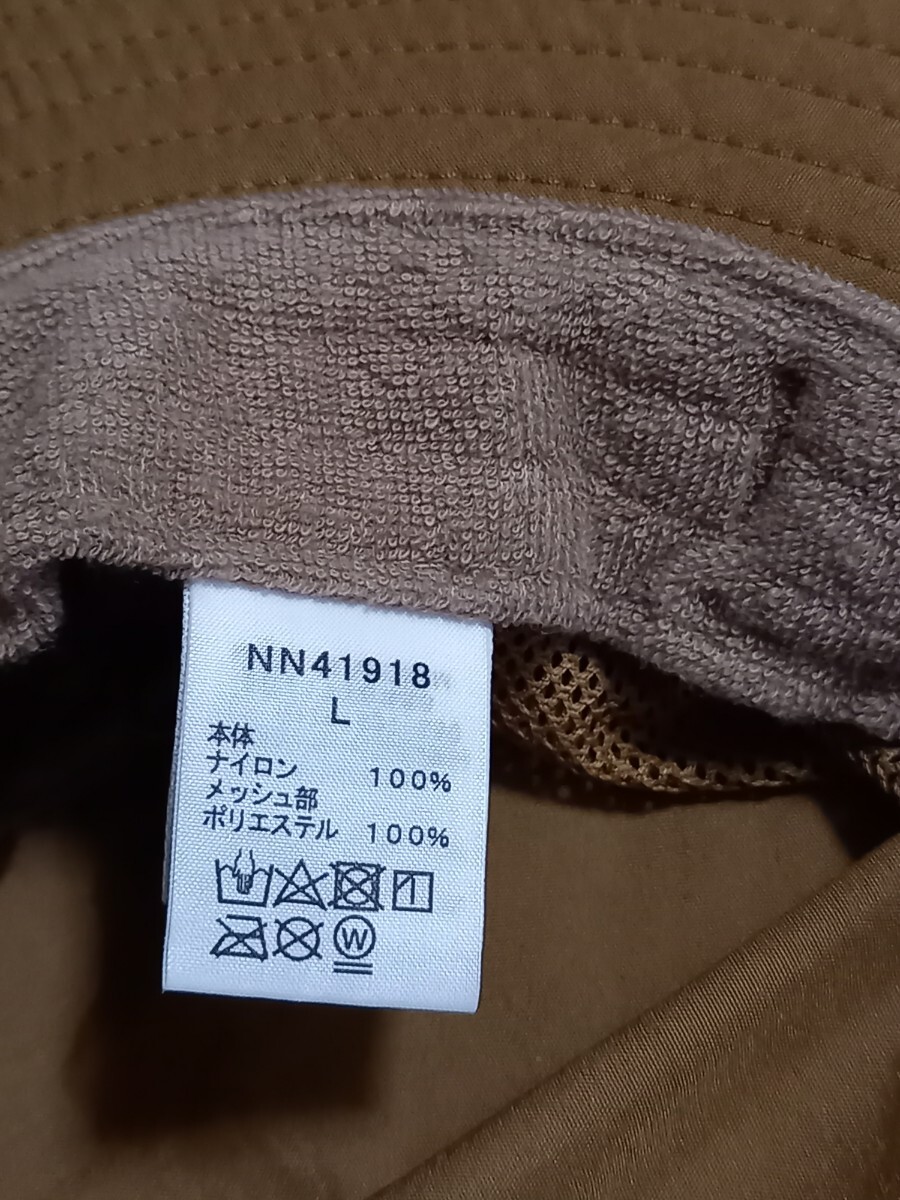 NN41918
L
本体
ナイロン 100%
メッシュ部
ポリエステル 100%
W